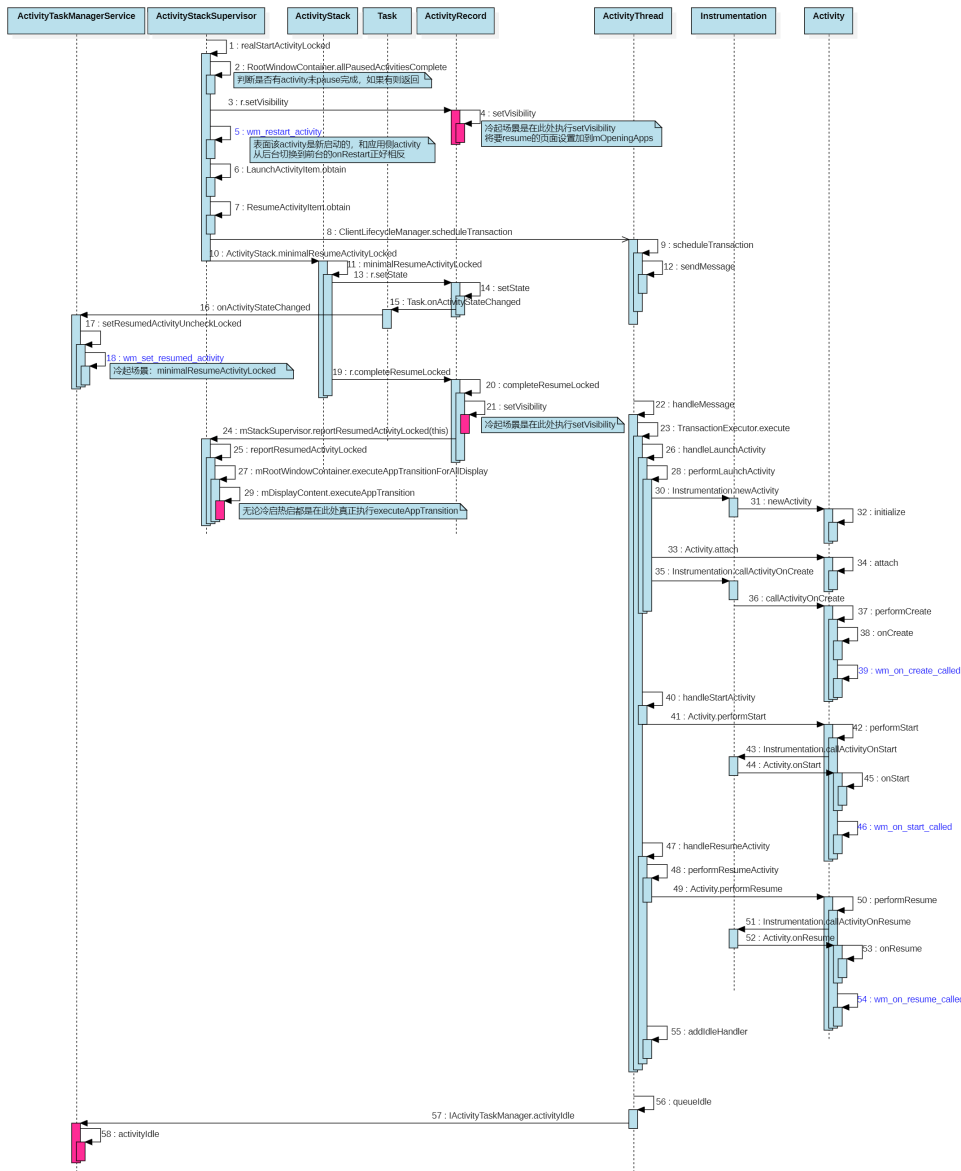 ActivityTaskManagerService
ActivityStackSupervisor
ActivityStack
Task
ActivityRecord
ActivityThread
Instrumentation
Activity
1 : realStartActivityLocked
2 : RootWindowContainer.allPausedActivitiesComplete
判断是否有activity未pause完成，如果有则返回
3 : r.setVisibility
4 : setVisibility
冷起场景是在此处执行setVisibility
将要resume的页面设置加到mOpeningApps
5 : wm_restart_activity
表面该activity是新启动的，和应用侧activity
从后台切换到前台的onRestart正好相反
6 : LaunchActivityItem.obtain
7 : ResumeActivityItem.obtain
8 : ClientLifecycleManager.scheduleTransaction
9 : scheduleTransaction
10 : ActivityStack.minimalResumeActivityLocked
11 : minimalResumeActivityLocked
12 : sendMessage
13 : r.setState
14 : setState
15 : Task.onActivityStateChanged
16 : onActivityStateChanged
17 : setResumedActivityUncheckLocked
18 : wm_set_resumed_activity
冷起场景：minimalResumeActivityLocked
19 : r.completeResumeLocked
20 : completeResumeLocked
21 : setVisibility
冷起场景是在此处执行setVisibility
22 : handleMessage
23 : TransactionExecutor.execute
24 : mStackSupervisor.reportResumedActivityLocked(this)
25 : reportResumedActivityLocked
26 : handleLaunchActivity
27 : mRootWindowContainer.executeAppTransitionForAllDisplay
28 : performLaunchActivity
29 : mDisplayContent.executeAppTransition
无论冷启热启都是在此处真正执行executeAppTransition
30 : Instrumentation.newActivity
31 : newActivity
32 : initialize
33 : Activity.attach
34 : attach
35 : Instrumentation.callActivityOnCreate
36 : callActivityOnCreate
37 : performCreate
38 : onCreate
39 : wm_on_create_called
40 : handleStartActivity
41 : Activity.performStart
42 : performStart
43 : Instrumentation.callActivityOnStart
44 : Activity.onStart
45 : onStart
46 : wm_on_start_called
47 : handleResumeActivity
48 : performResumeActivity
49 : Activity.performResume
50 : performResume
51 : Instrumentation.callActivityOnResume
52 : Activity.onResume
53 : onResume
54 : wm_on_resume_called
55 : addIdleHandler
56 : queueIdle
57 : IActivityTaskManager.activityIdle
58 : activityIdle